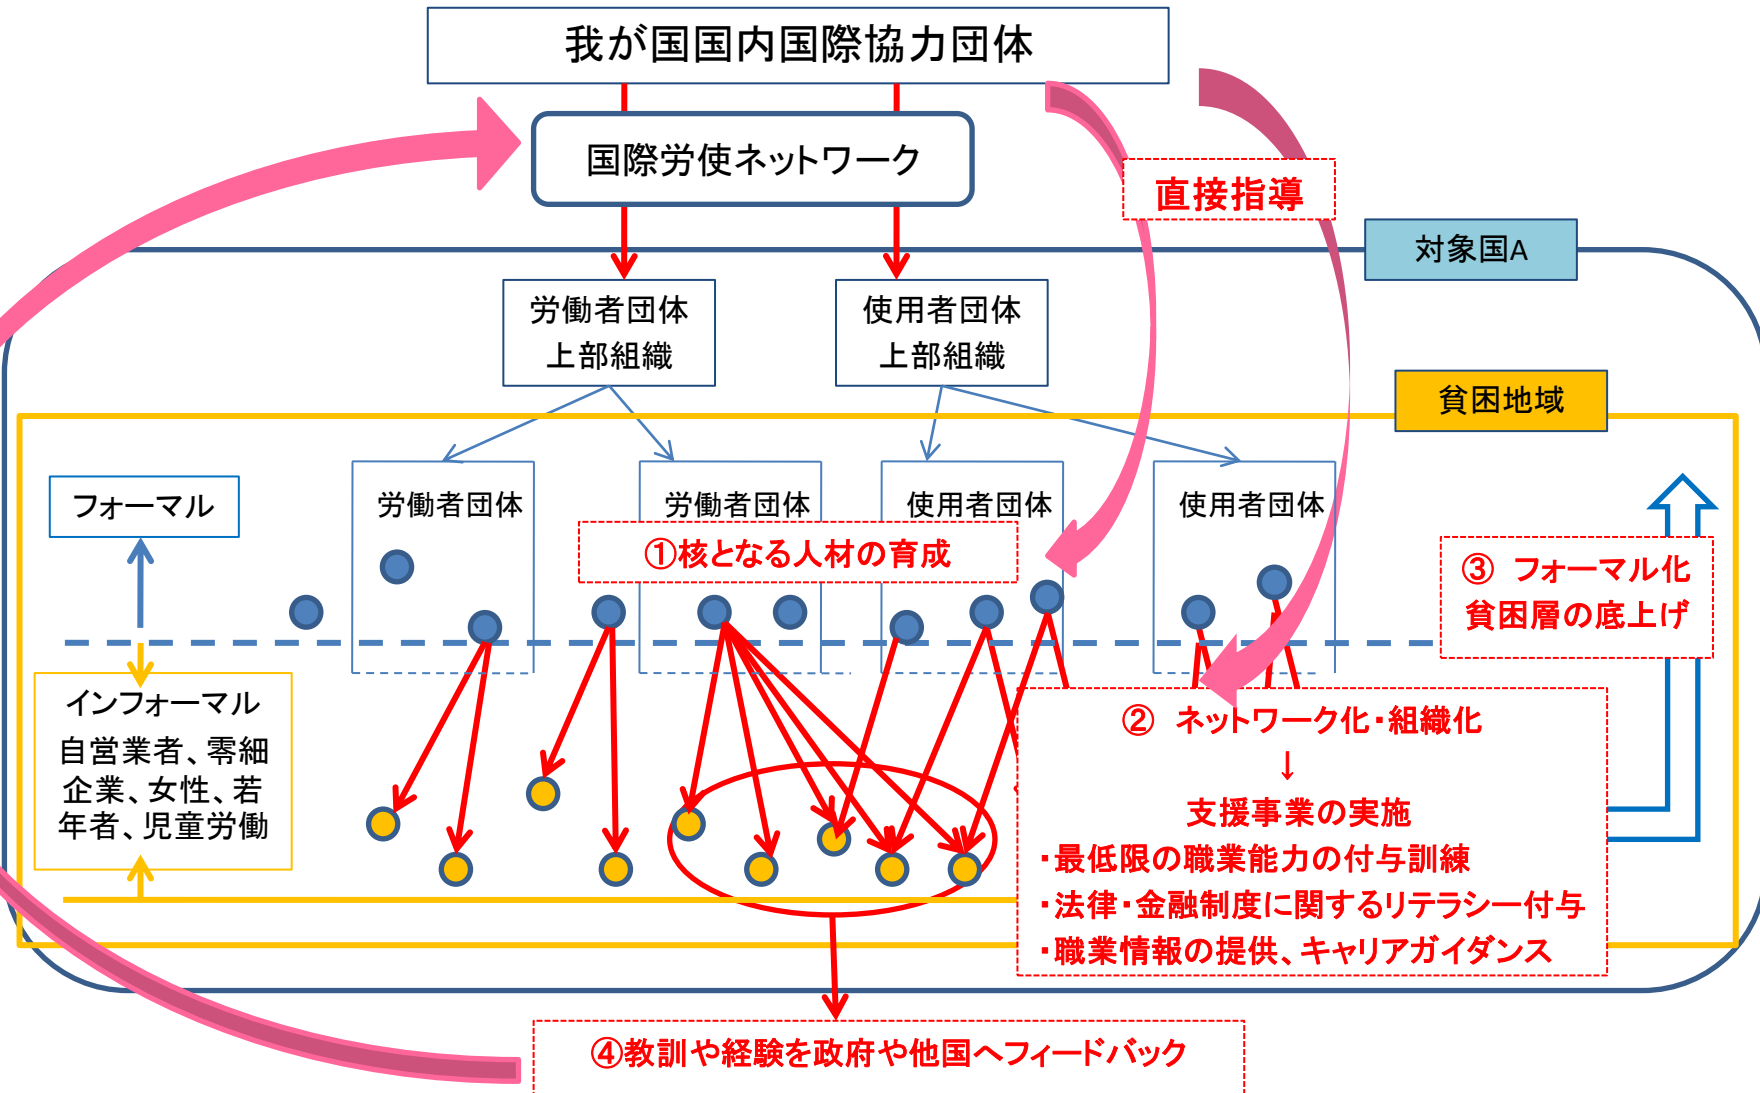 我が国国内国際協力団体
国際労使ネットワーク
直接指導
対象国A
労働者団体
上部組織
使用者団体
上部組織
貧困地域
フォーマル
労働者団体
労働者団体
使用者団体
使用者団体
①核となる人材の育成
③ フォーマル化
貧困層の底上げ
インフォーマル
自営業者、零細
企業、女性、若
年者、児童労働
② ネットワーク化・組織化
↓
支援事業の実施
・最低限の職業能力の付与訓練
・法律・金融制度に関するリテラシー付与
・職業情報の提供、キャリアガイダンス
④教訓や経験を政府や他国へフィードバック